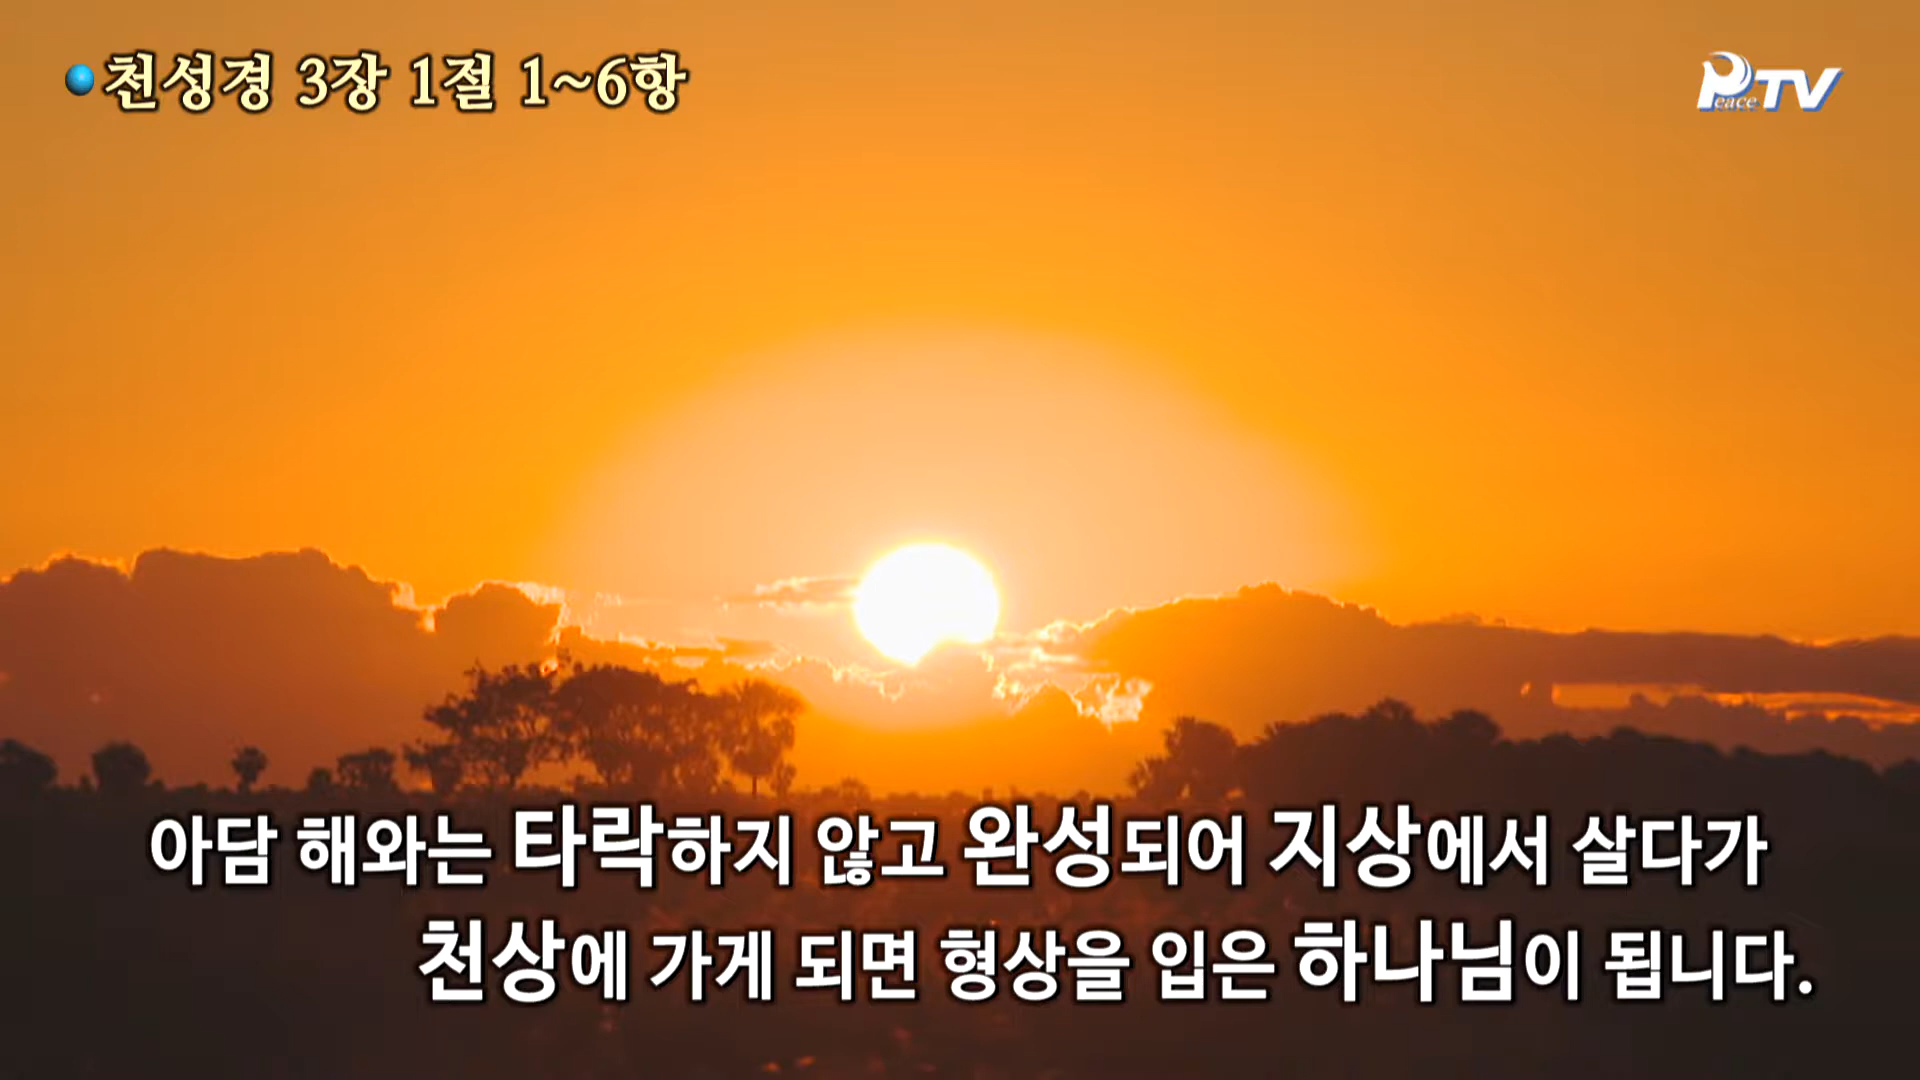 천성경 3장 1절 1~6항
PeaceTV
아담 해와는 타락하지 않고 완성되어 지상에서 살다가
천상에 가게 되면 형상을 입은 하나님이 됩니다.